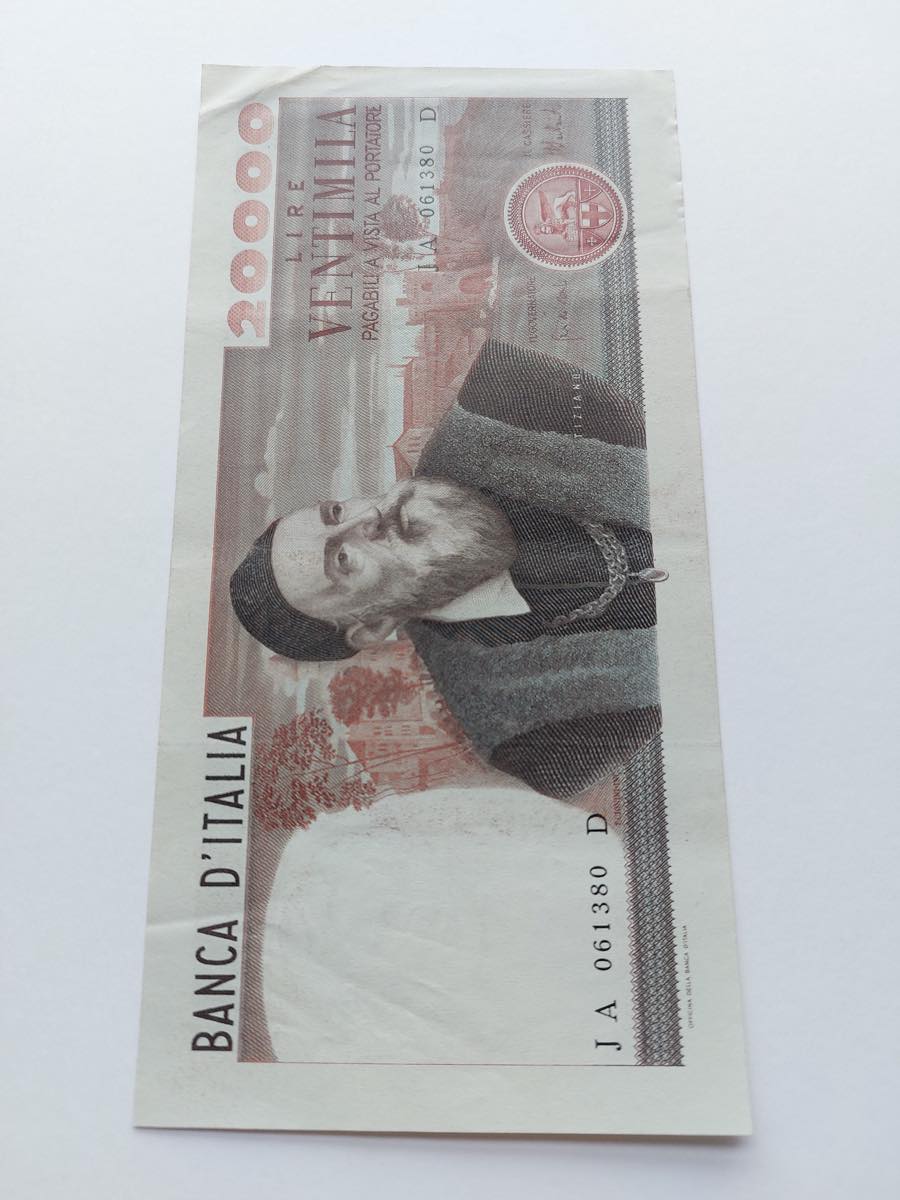 BANCA D'ITALIA
20000
LIRE
VENTIMILA
PAGABILI A VISTA AL PORTATORE
JA 061380 D
IL GOVERNATORE
IL CASSIERE
TIZIANO
JA 061380 D
OFFICINA DELLA BANCA D'ITALIA